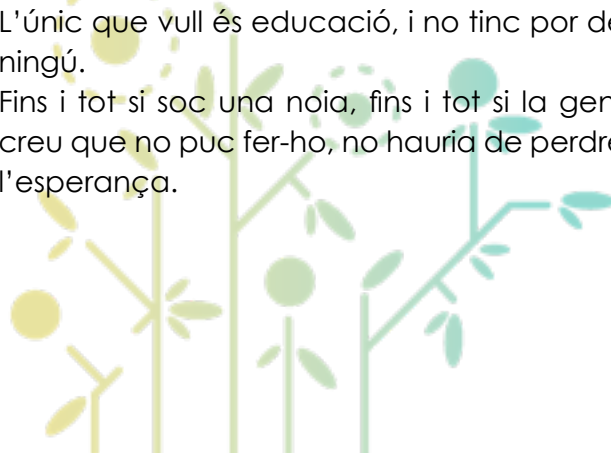 L’únic que vull és educació, i no tinc por de
ningú.
Fins i tot si soc una noia, fins i tot si la gen
creu que no puc fer-ho, no hauria de perdre
l’esperança.